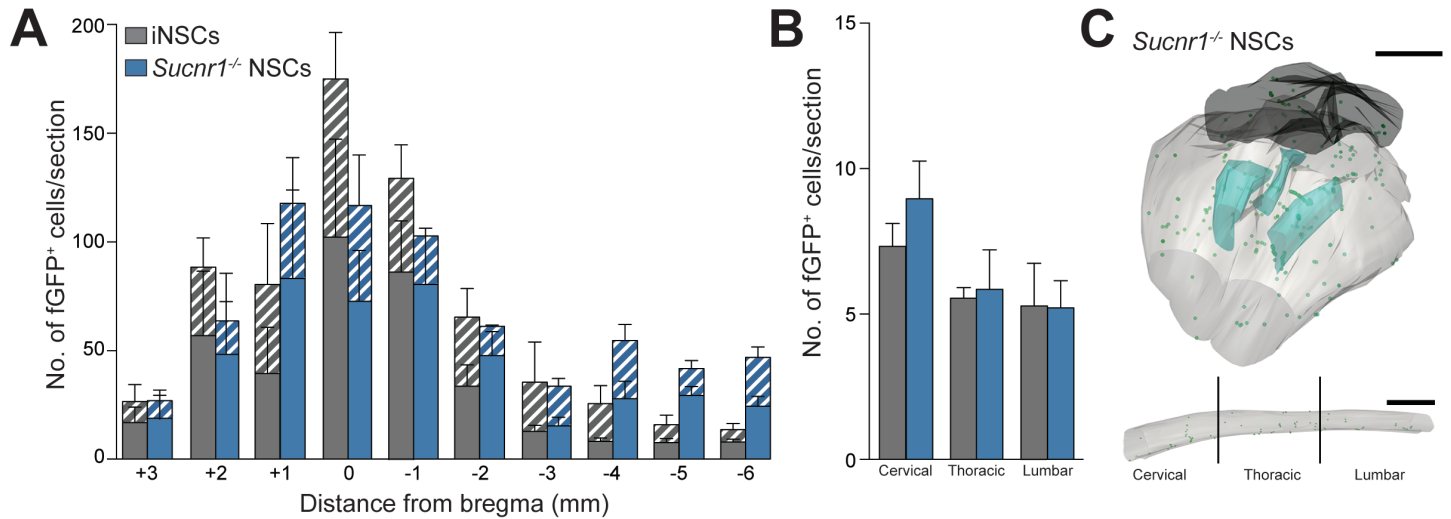 A
No. of fGFP+ cells/section
200
150
100
50
0
iNSCs
Sucnr1-/- NSCs
+3 +2 +1 0 -1 -2 -3 -4 -5 -6
Distance from bregma (mm)
B
No. of fGFP+ cells/section
15
10
5
0
Cervical Thoracic Lumbar
C
Sucnr1-/- NSCs
Cervical Thoracic Lumbar